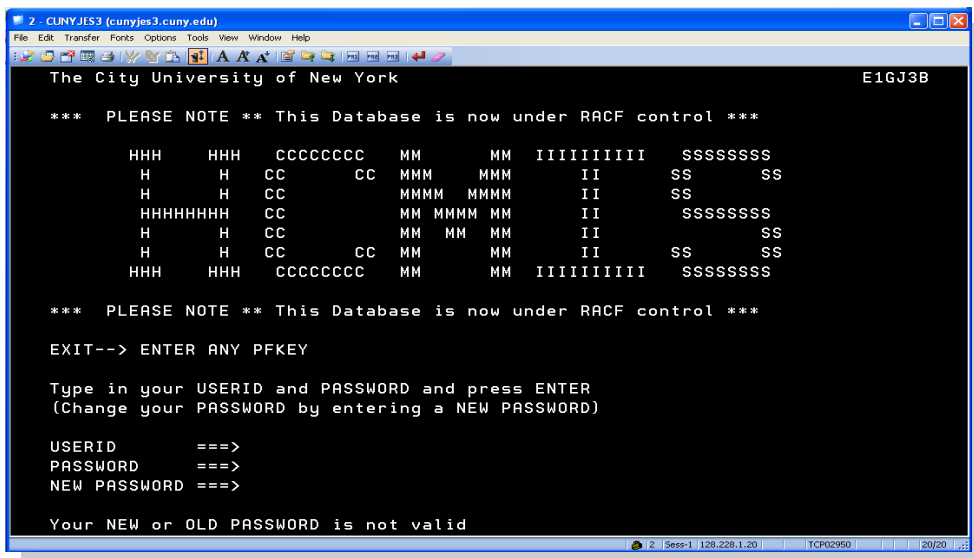 2 - CUNYJES3 (cunyjes3.cuny.edu)
File Edit Transfer Fonts Options Tools View Window Help
The City University of New York E1GJ3B
*** PLEASE NOTE ** This Database is now under RACF control ***
HHH HHH CCCCCCCC MM MM IIIIIIIIII SSSSSSSS
H H CC CC MMM MMM II SS SS
H H CC MMMM MMMM II SS
HHHHHHHH CC MM MMMM MM II SSSSSSSS
H H CC MM MM MM II SS
H H CC CC MM MM II SS SS
HHH HHH CCCCCCCC MM MM IIIIIIIIII SSSSSSSS
*** PLEASE NOTE ** This Database is now under RACF control ***
EXIT--> ENTER ANY PFKEY
Type in your USERID and PASSWORD and press ENTER
(Change your PASSWORD by entering a NEW PASSWORD)
USERID ===>
PASSWORD ===>
NEW PASSWORD ===>
Your NEW or OLD PASSWORD is not valid
2 Sess-1 128.228.1.20 TCP02950 20/20